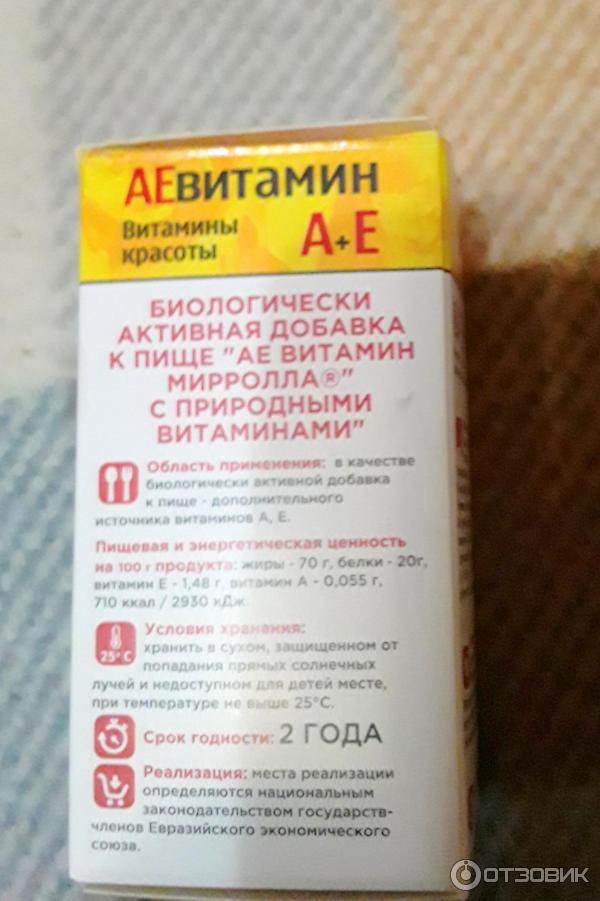 АЕвитамин
Витамины
красоты
А+Е
БИОЛОГИЧЕСКИ
АКТИВНАЯ ДОБАВКА
К ПИЩЕ "АЕ ВИТАМИН
МИРРОЛЛА®"
С ПРИРОДНЫМИ
ВИТАМИНАМИ"
Область применения: в качестве
биологически активной добавки
к пище - дополнительного
источника витаминов А, Е.
Пищевая и энергетическая ценность
на 100 г продукта: жиры - 70 г, белки - 20г,
витамин Е - 1,48 г, витамин А - 0,055 г,
710 ккал / 2930 кДж.
Условия хранения:
25° С
хранить в сухом, защищенном от
попадания прямых солнечных
лучей и недоступном для детей месте,
при температуре не выше 25°С.
Срок годности: 2 ГОДА
Реализация: места реализации
определяются национальным
законодательством государств-
членов Евразийского экономического
союза.
ОТЗОВИК